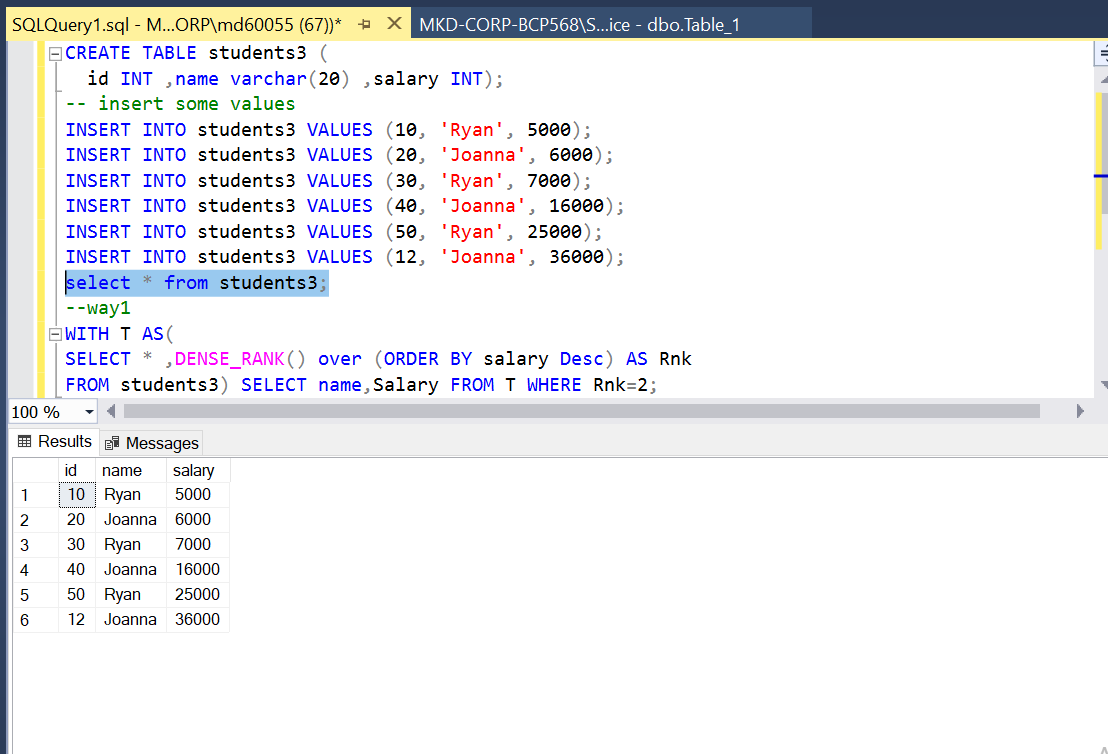 SQLQuery1.sql - M...ORP\md60055 (67))* MKD-CORP-BCP568\S...ice - dbo.Table_1
CREATE TABLE students3 (
id INT ,name varchar(20) ,salary INT);
-- insert some values
INSERT INTO students3 VALUES (10, 'Ryan', 5000);
INSERT INTO students3 VALUES (20, 'Joanna', 6000);
INSERT INTO students3 VALUES (30, 'Ryan', 7000);
INSERT INTO students3 VALUES (40, 'Joanna', 16000);
INSERT INTO students3 VALUES (50, 'Ryan', 25000);
INSERT INTO students3 VALUES (12, 'Joanna', 36000);
select * from students3;
--way1
WITH T AS(
SELECT * ,DENSE_RANK() over (ORDER BY salary Desc) AS Rnk
FROM students3) SELECT name,Salary FROM T WHERE Rnk=2;
100 %
Results Messages
id name salary
1 10 Ryan 5000
2 20 Joanna 6000
3 30 Ryan 7000
4 40 Joanna 16000
5 50 Ryan 25000
6 12 Joanna 36000